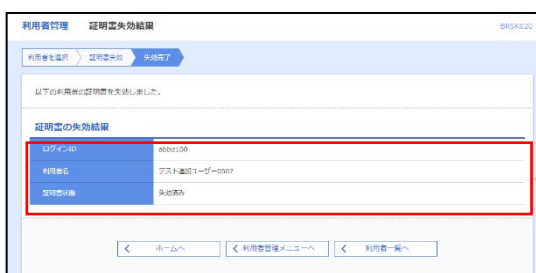 利用者管理 証明書失効結果 BRSK020
利用者を選択 証明書失効 失効完了
以下の利用者の証明書を失効しました。
証明書の失効結果
ログインID abbiz100
利用者名 テスト追加ユーザー0507
証明書状態 失効済み
ホームへ 利用者管理メニューへ 利用者一覧へ